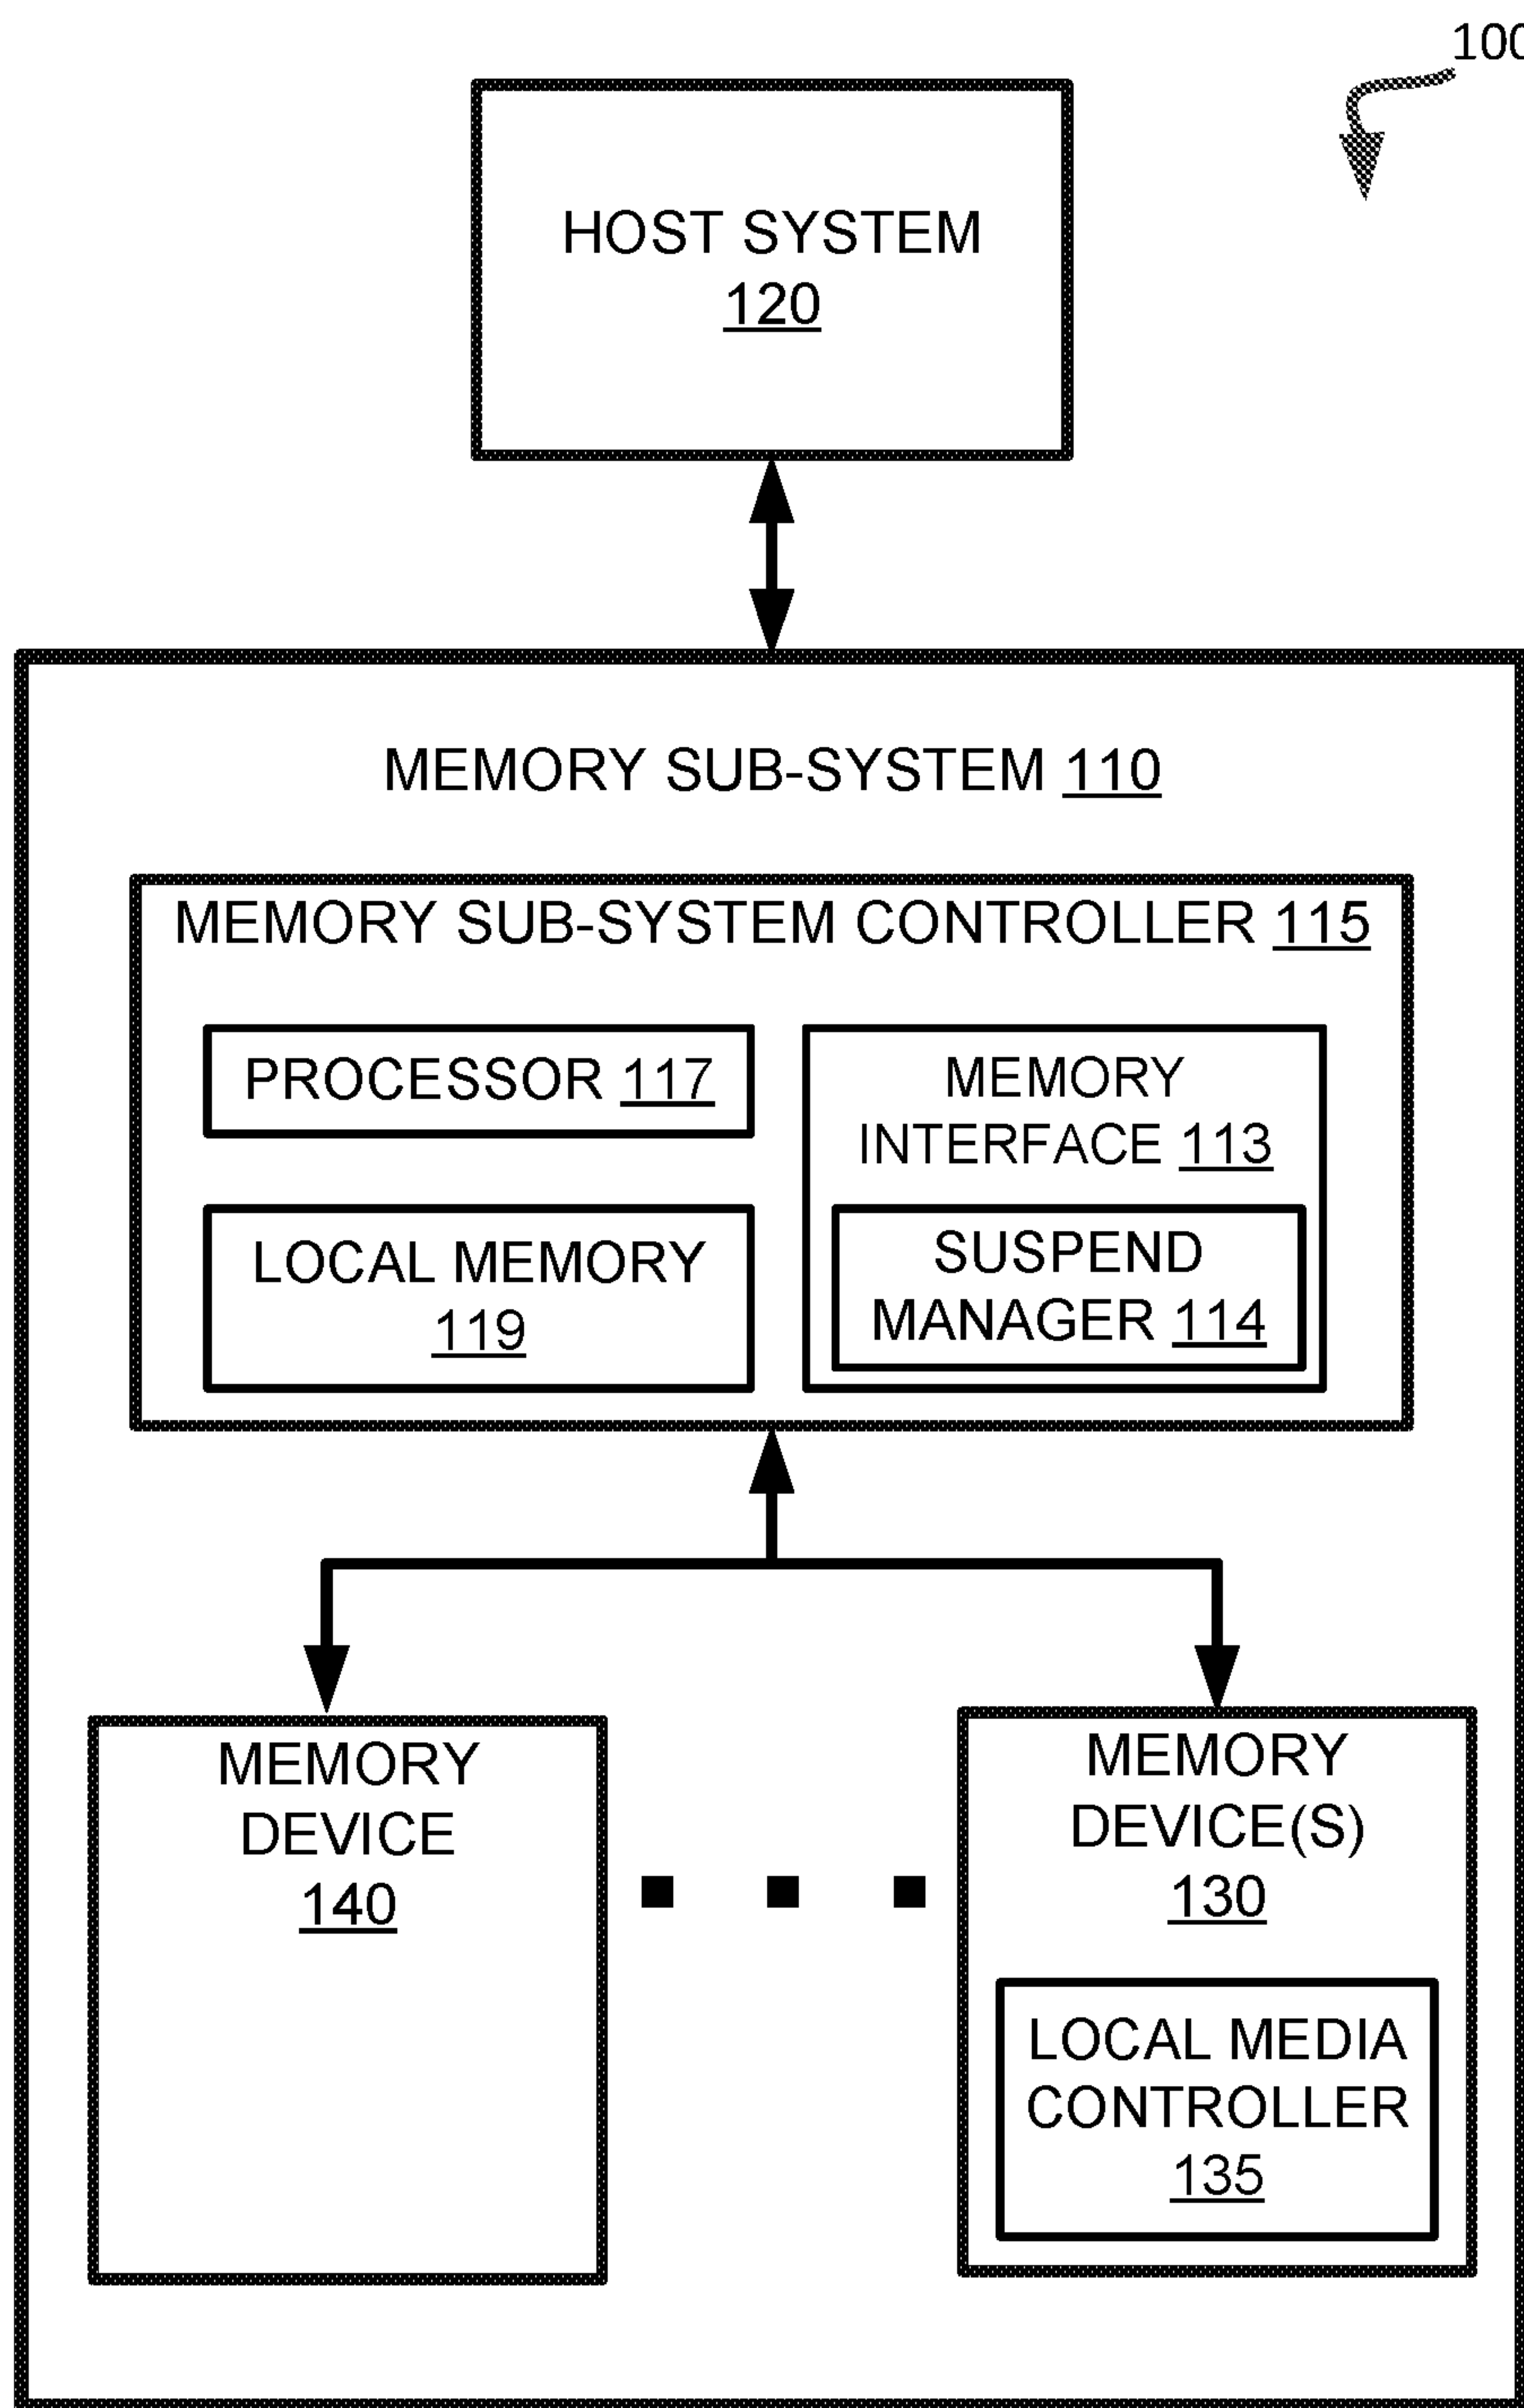 100
HOST SYSTEM
120
MEMORY SUB-SYSTEM 110
MEMORY SUB-SYSTEM CONTROLLER 115
PROCESSOR 117
MEMORY
INTERFACE 113
LOCAL MEMORY
119
SUSPEND
MANAGER 114
MEMORY
DEVICE
140
MEMORY
DEVICE(S)
130
LOCAL MEDIA
CONTROLLER
135